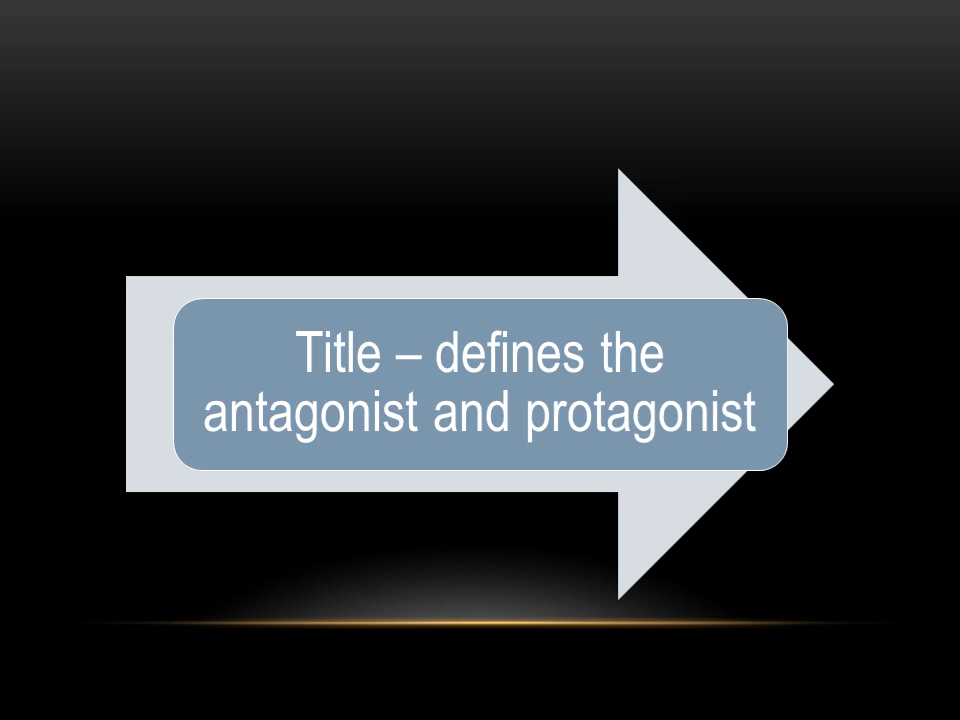 Title – defines the
antagonist and protagonist